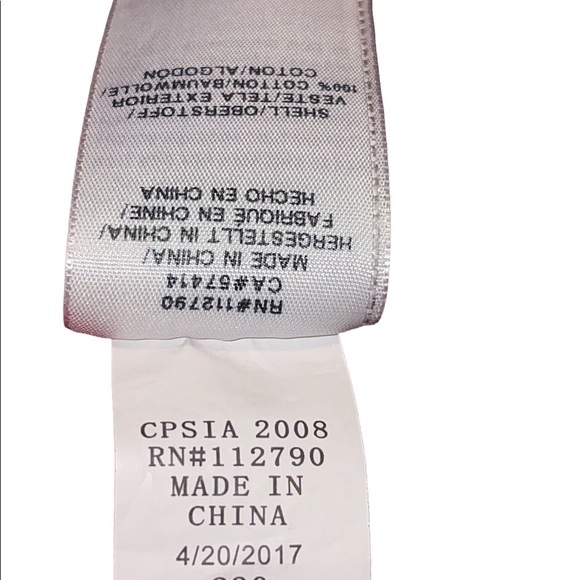 RN#112790
CA#57414
MADE IN CHINA/
HERGESTELLT IN CHINA/
FABRIQUÉ EN CHINE/
HECHO EN CHINA
SHELL/OBERSTOFF/
VESTE/TELA EXTERIOR
100% COTTON/BAUMWOLLE/
COTON/ALGODON
CPSIA 2008
RN#112790
MADE IN
CHINA
4/20/2017